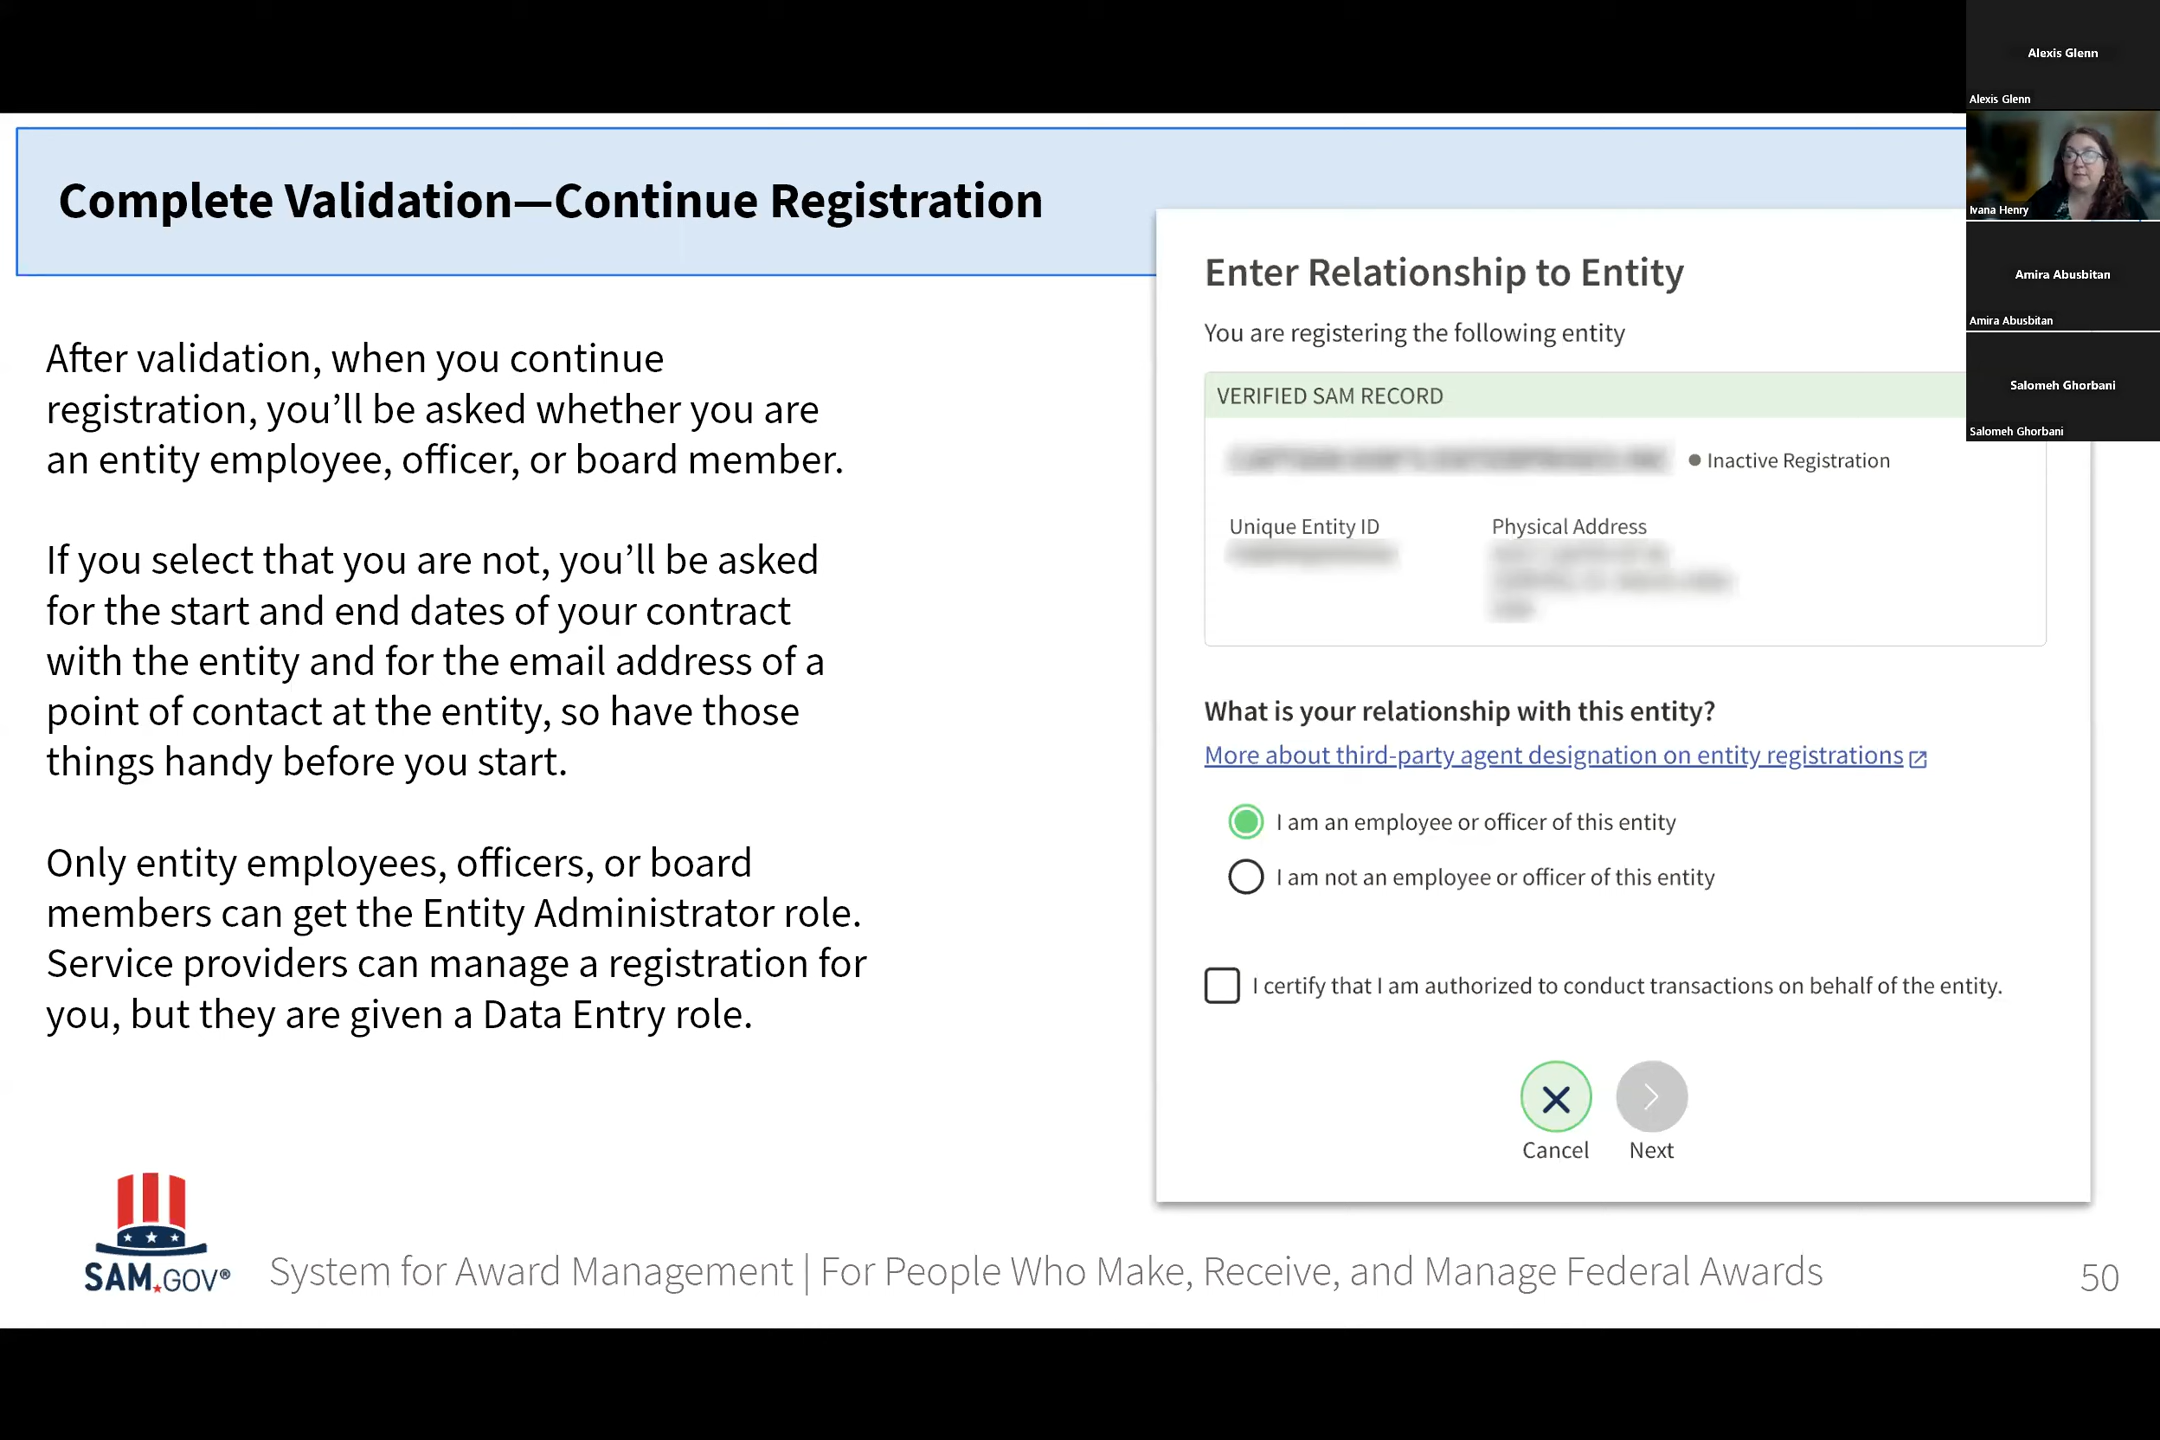 Complete Validation—Continue Registration
After validation, when you continue
registration, you’ll be asked whether you are
an entity employee, officer, or board member.
If you select that you are not, you’ll be asked
for the start and end dates of your contract
with the entity and for the email address of a
point of contact at the entity, so have those
things handy before you start.
Only entity employees, officers, or board
members can get the Entity Administrator role.
Service providers can manage a registration for
you, but they are given a Data Entry role.
Enter Relationship to Entity
You are registering the following entity
VERIFIED SAM RECORD
Inactive Registration
Unique Entity ID
Physical Address
What is your relationship with this entity?
More about third-party agent designation on entity registrations
I am an employee or officer of this entity
I am not an employee or officer of this entity
I certify that I am authorized to conduct transactions on behalf of the entity.
Cancel
Next
SAM.GOV®
System for Award Management | For People Who Make, Receive, and Manage Federal Awards
50
Alexis Glenn
Alexis Glenn
Ivana Henry
Amira Abusbitan
Amira Abusbitan
Salomeh Ghorbani
Salomeh Ghorbani